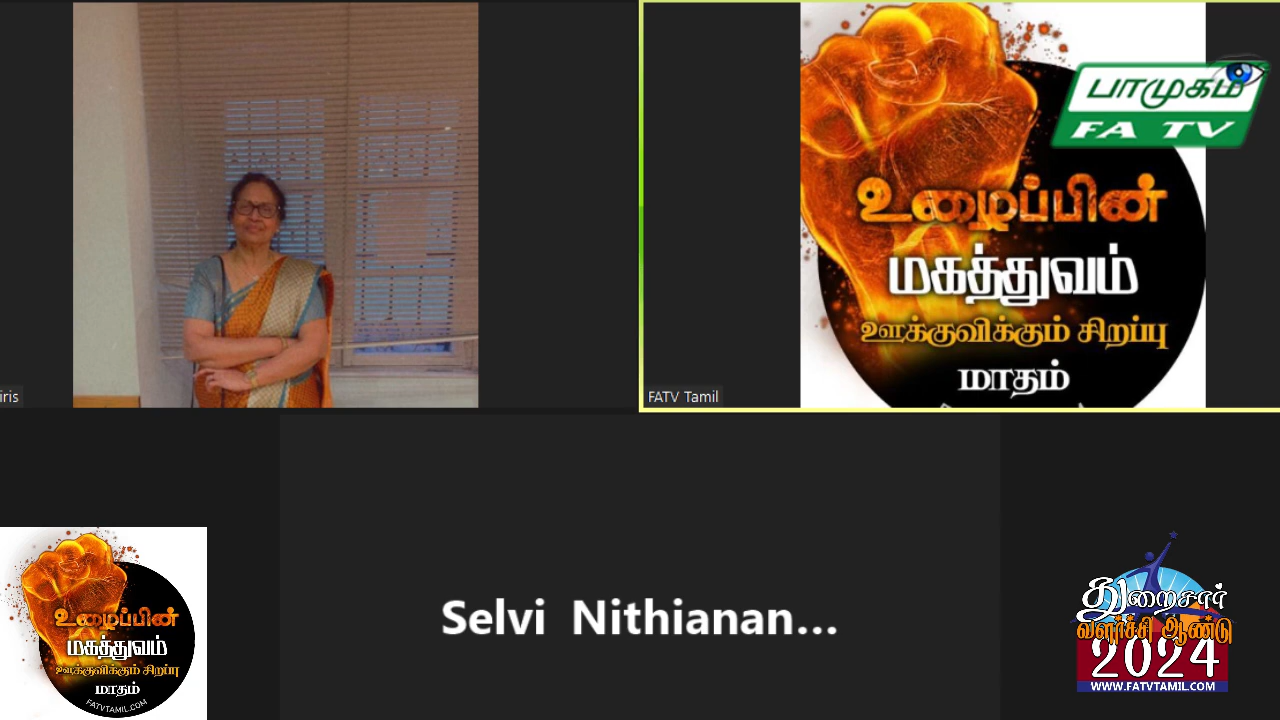 பாமுகம்
FA TV
உழைப்பின்
மகத்துவம்
ஊக்குவிக்கும் சிறப்பு
மாதம்
iris
FATV Tamil
Selvi Nithianan...
உழைப்பின்
மகத்துவம்
ஊக்குவிக்கும் சிறப்பு
மாதம்
FATVTAMIL.COM
துறைசார்
வளர்ச்சி ஆண்டு
2024
WWW.FATVTAMIL.COM